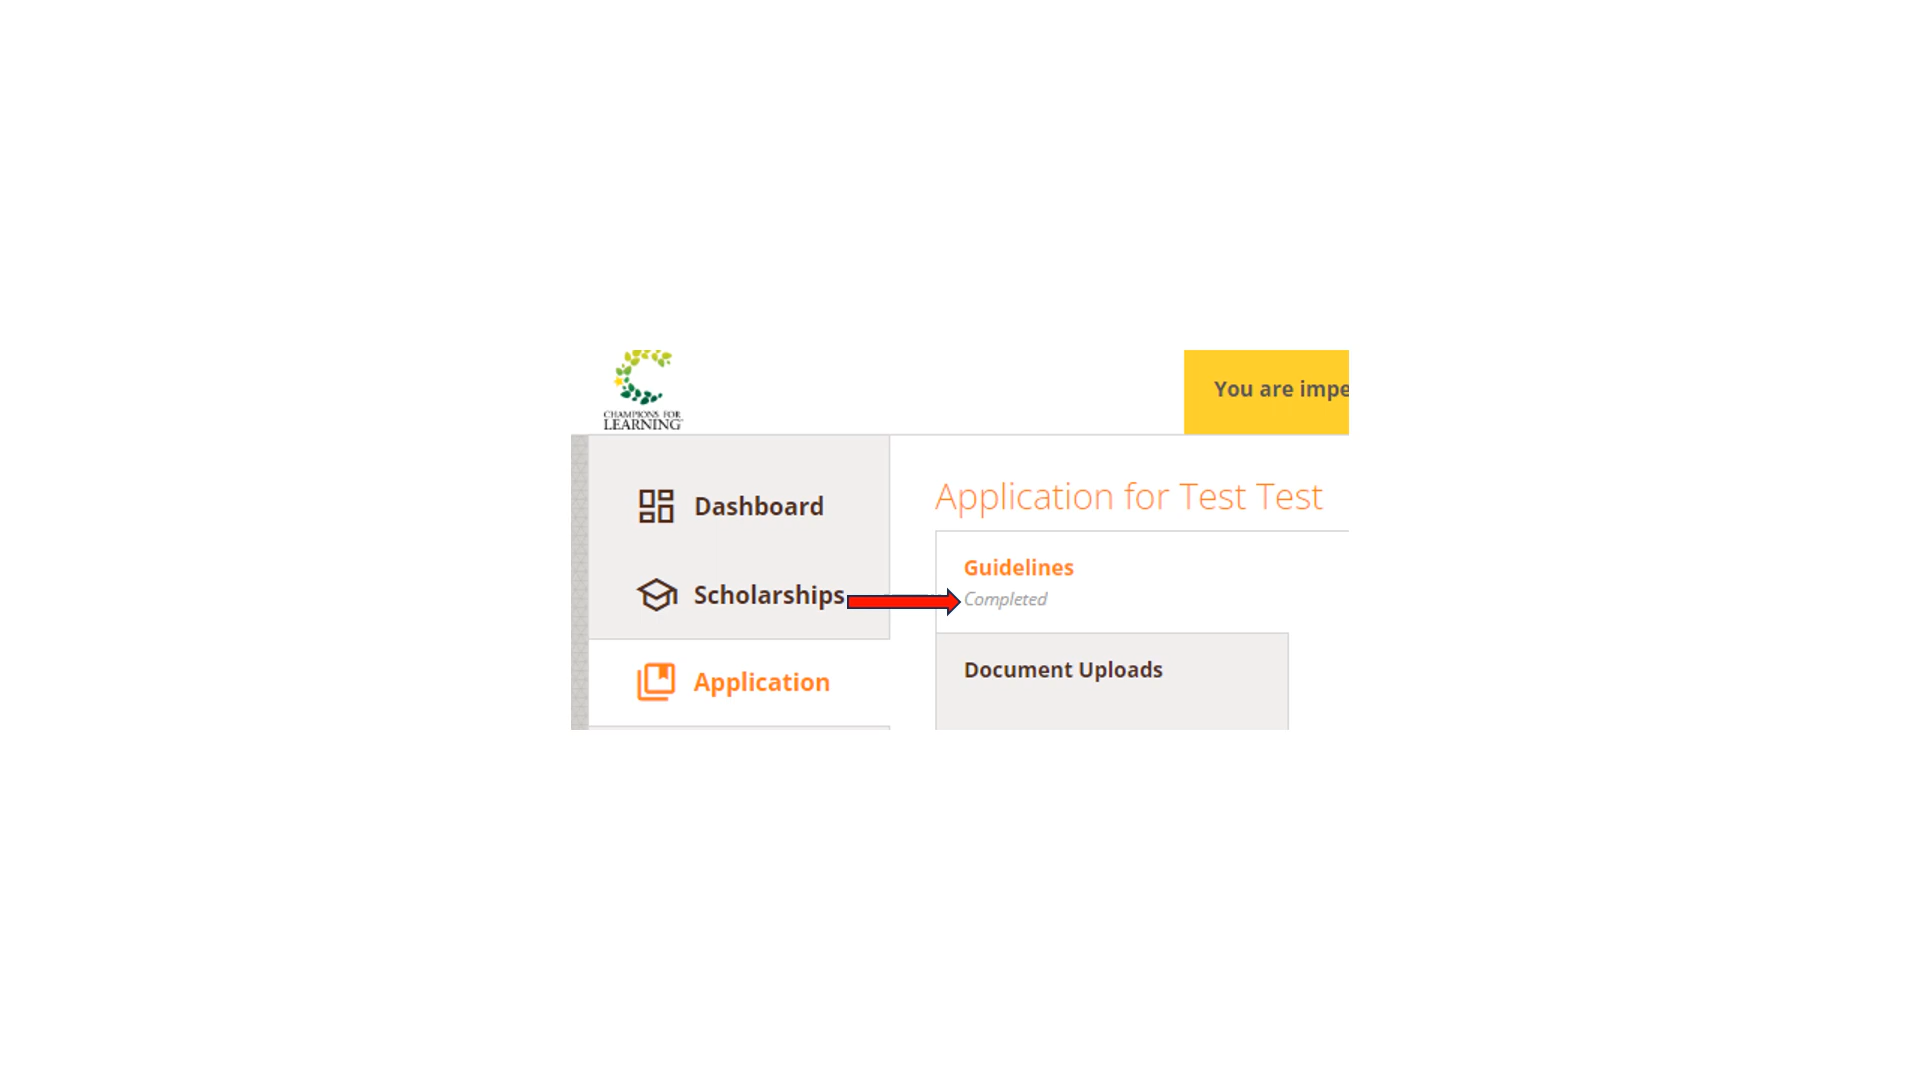 CHAMPIONS FOR
LEARNING
You are impe
Dashboard
Scholarships
Application
Application for Test Test
Guidelines
Completed
Document Uploads